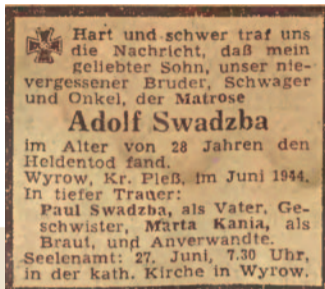 Hart und schwer traf uns
die Nachricht, daß mein
geliebter Sohn, unser nie-
vergessener Bruder, Schwager
und Onkel, der Matrose
Adolf Swadzba
im Alter von 28 Jahren den
Heldentod fand.
Wyrow, Kr. Pleß, im Juni 1944.
In tiefer Trauer:
Paul Swadzba, als Vater, Ge-
schwister, Marta Kania, als
Braut, und Anverwandte.
Seelenamt: 27. Juni, 7.30 Uhr,
in der kath. Kirche in Wyrow.